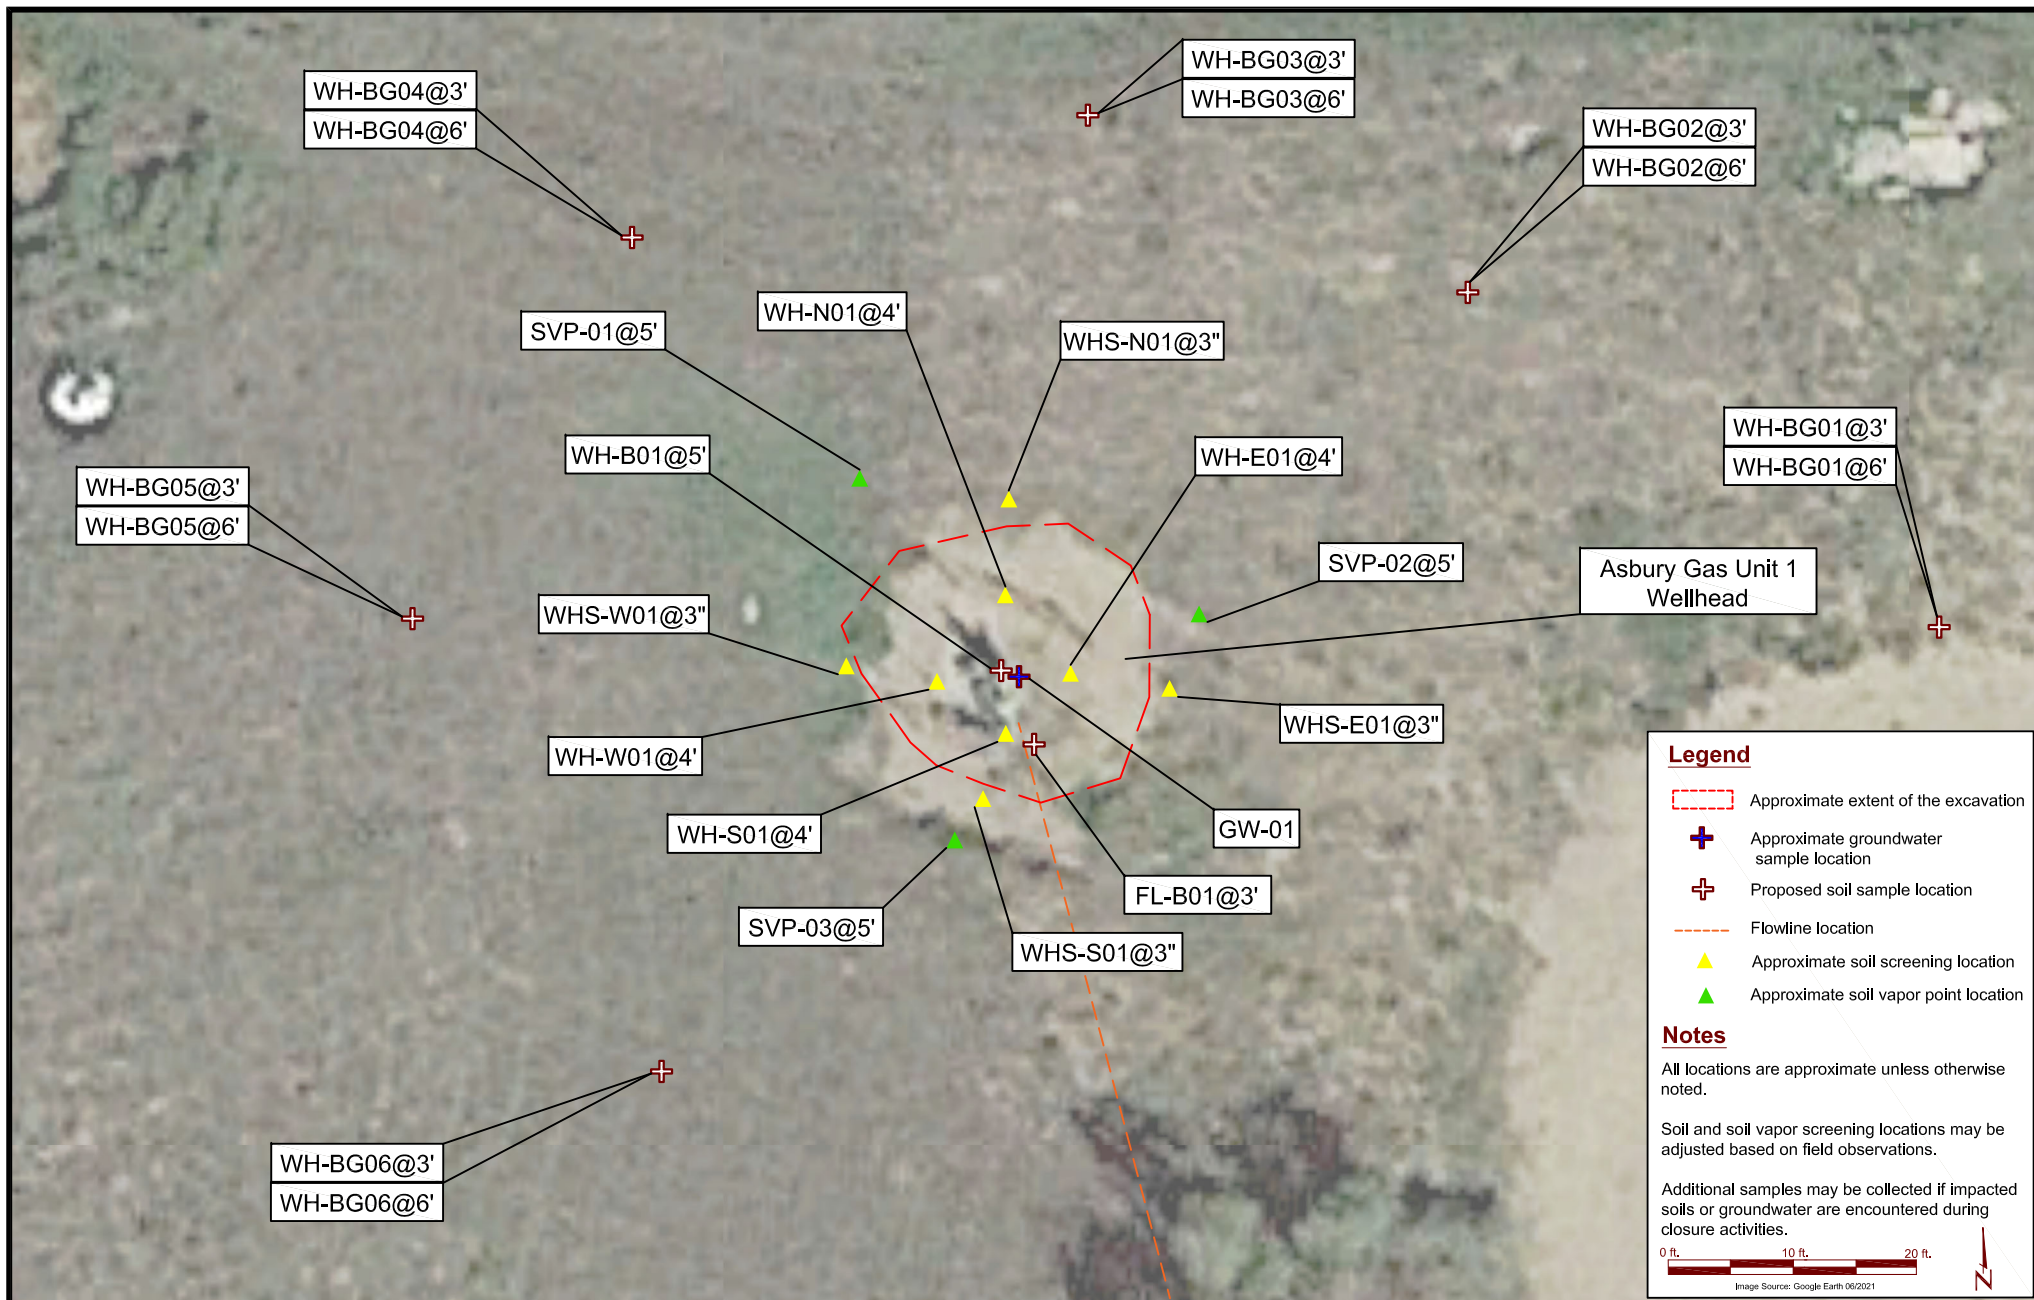 WH-BG03@3'
WH-BG03@6'
WH-BG04@3'
WH-BG04@6'
WH-BG02@3'
WH-BG02@6'
WH-N01@4'
SVP-01@5'
WHS-N01@3"
WH-BG01@3'
WH-BG01@6'
WH-B01@5'
WH-E01@4'
WH-BG05@3'
WH-BG05@6'
SVP-02@5'
Asbury Gas Unit 1
Wellhead
WHS-W01@3"
WHS-E01@3"
WH-W01@4'
WH-S01@4'
GW-01
FL-B01@3'
SVP-03@5'
WHS-S01@3"
WH-BG06@3'
WH-BG06@6'
Legend
Approximate extent of the excavation
Approximate groundwater
sample location
Proposed soil sample location
Flowline location
Approximate soil screening location
Approximate soil vapor point location
Notes
All locations are approximate unless otherwise
noted.
Soil and soil vapor screening locations may be
adjusted based on field observations.
Additional samples may be collected if impacted
soils or groundwater are encountered during
closure activities.
0 ft. 10 ft. 20 ft.
Image Source: Google Earth 06/2021
N